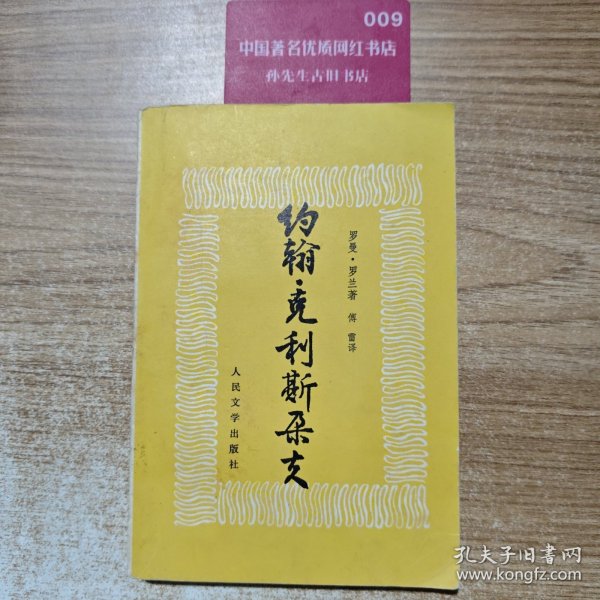 009
中国著名优质网红书店
孙先生古旧书店
约翰·克利斯朵夫
罗曼·罗兰著 傅雷译
人民文学出版社
孔夫子旧书网
www.kongfz.com